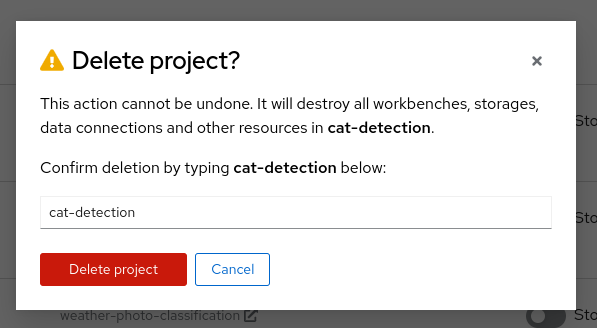 Delete project?
This action cannot be undone. It will destroy all workbenches, storages,
data connections and other resources in cat-detection.
Confirm deletion by typing cat-detection below:
cat-detection
Delete project
Cancel
weather-photo-classification
Sto
Sto
Sto